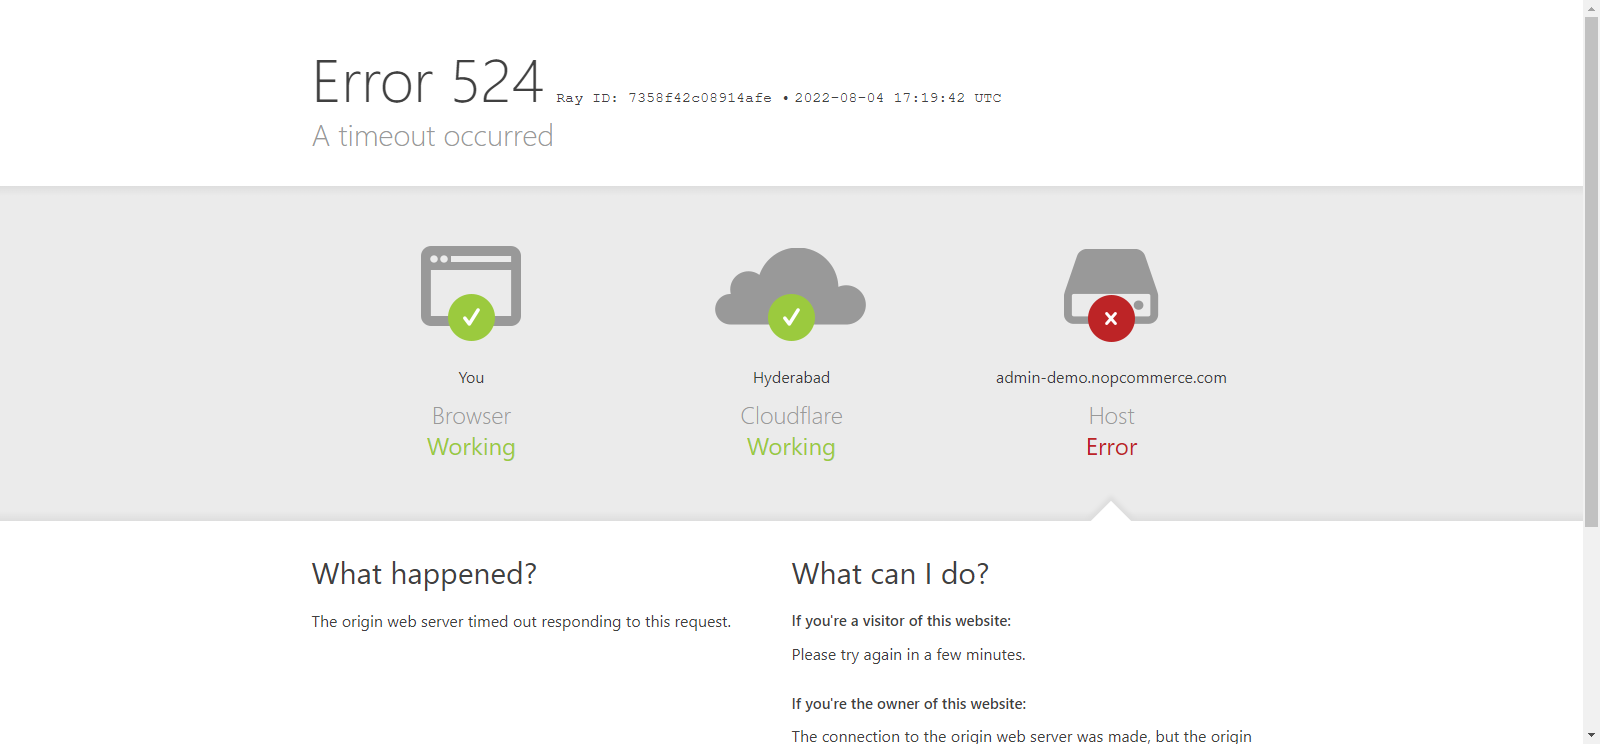 Error 524 Ray ID: 7358f42c08914afe • 2022-08-04 17:19:42 UTC
A timeout occurred
You
Browser
Working
Hyderabad
Cloudflare
Working
admin-demo.nopcommerce.com
Host
Error
What happened?
The origin web server timed out responding to this request.
What can I do?
If you're a visitor of this website:
Please try again in a few minutes.
If you're the owner of this website:
The connection to the origin web server was made, but the origin